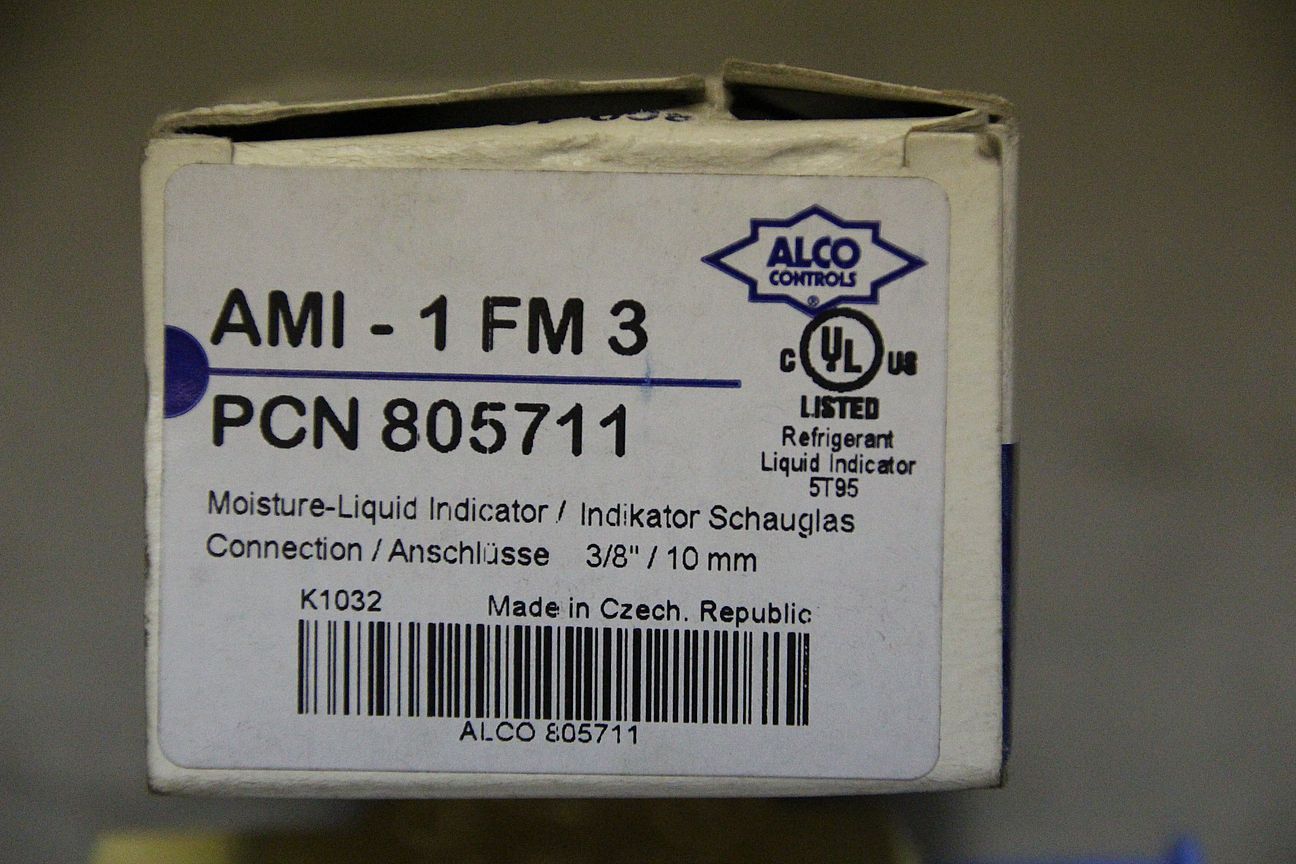 ALCO
CONTROLS
®
AMI - 1 FM 3
C UL US
LISTED
PCN 805711
Refrigerant
Liquid Indicator
5T95
Moisture-Liquid Indicator / Indikator Schauglas
Connection / Anschlüsse 3/8" / 10 mm
K1032 Made in Czech. Republic
ALCO 805711